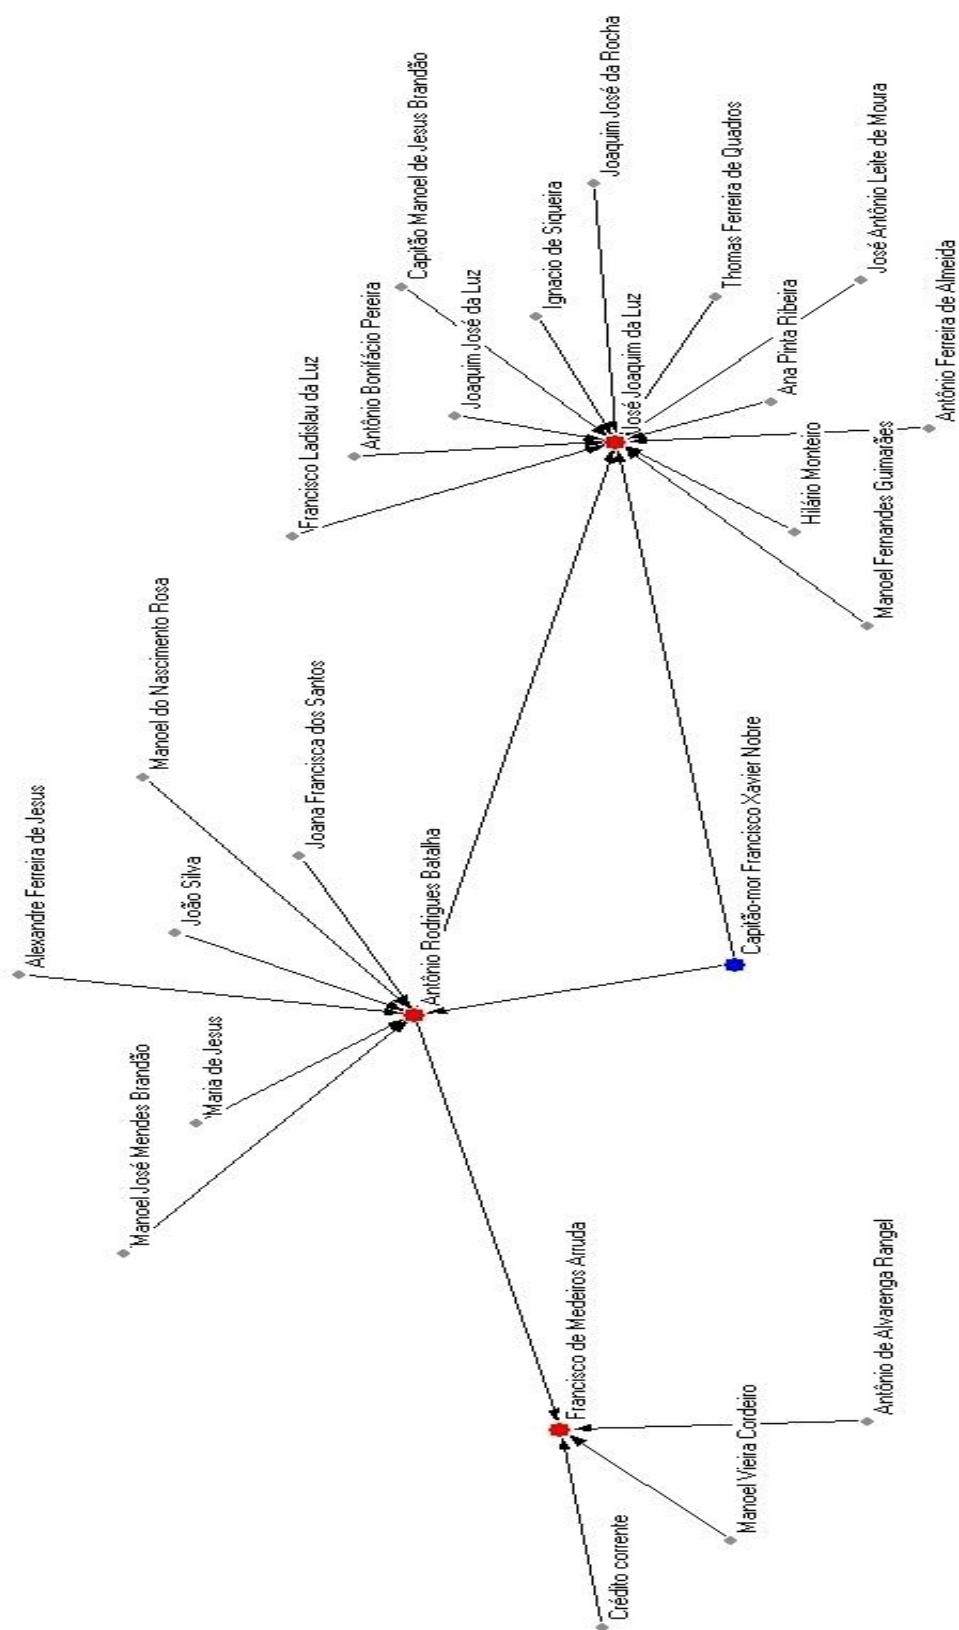 Alexandre Ferreira de Jesus
Manoel do Nascimento Rosa
João Silva
Joana Francisca dos Santos
Maria de Jesus
Manoel José Mendes Brandão
Antônio Rodrigues Batalha
Francisco Ladislau da Luz
Antônio Bonifácio Pereira
Capitão Manoel de Jesus Brandão
Joaquim José da Luz
Ignacio de Siqueira
Joaquim José da Rocha
José Joaquim da Luz
Thomas Ferreira de Quadros
Ana Pinta Ribeira
José Antônio Leite de Moura
Hilário Monteiro
Manoel Fernandes Guimarães
Antônio Ferreira de Almeida
Capitão-mor Francisco Xavier Nobre
Francisco de Medeiros Arruda
Crédito corrente
Manoel Vieira Cordeiro
Antônio de Alvarenga Rangel